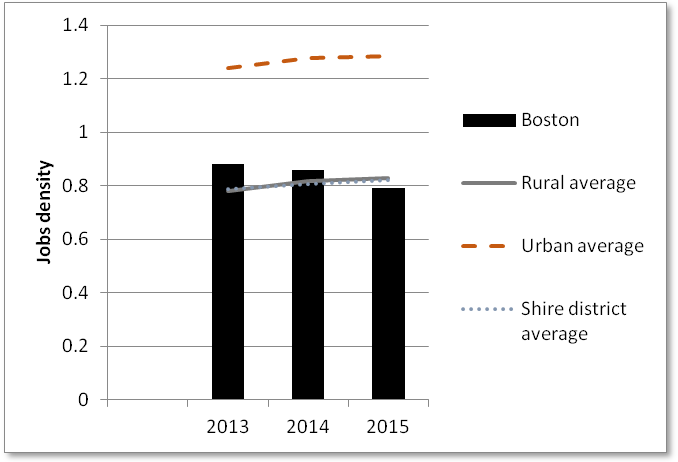 1.4
1.2
1
0.8
0.6
0.4
0.2
0
Jobs density
2013 2014 2015
Boston
Rural average
Urban average
Shire district
average